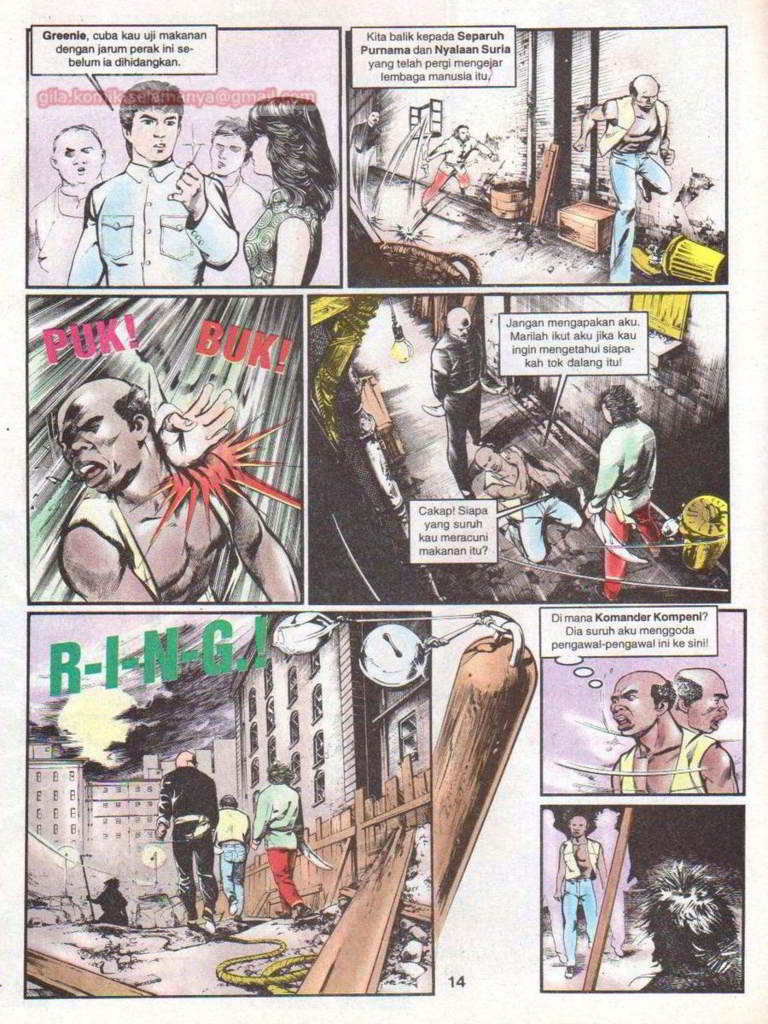 Greenie, cuba kau uji makanan
dengan jarum perak ini se-
belum ia dihidangkan.
gila.komik.selamanya@gmail.com
Kita balik kepada Separuh
Purnama dan Nyalaan Suria
yang telah pergi mengejar
lembaga manusia itu.
PUK! BUK!
Jangan mengapakan aku.
Marilah ikut aku jika kau
ingin mengetahui siapa-
kah tok dalang itu!
Cakap! Siapa
yang suruh
kau meracuni
makanan itu?
R-I-N-G.!
Di mana Komander Kompeni?
Dia suruh aku menggoda
pengawal-pengawal ini ke sini!
14